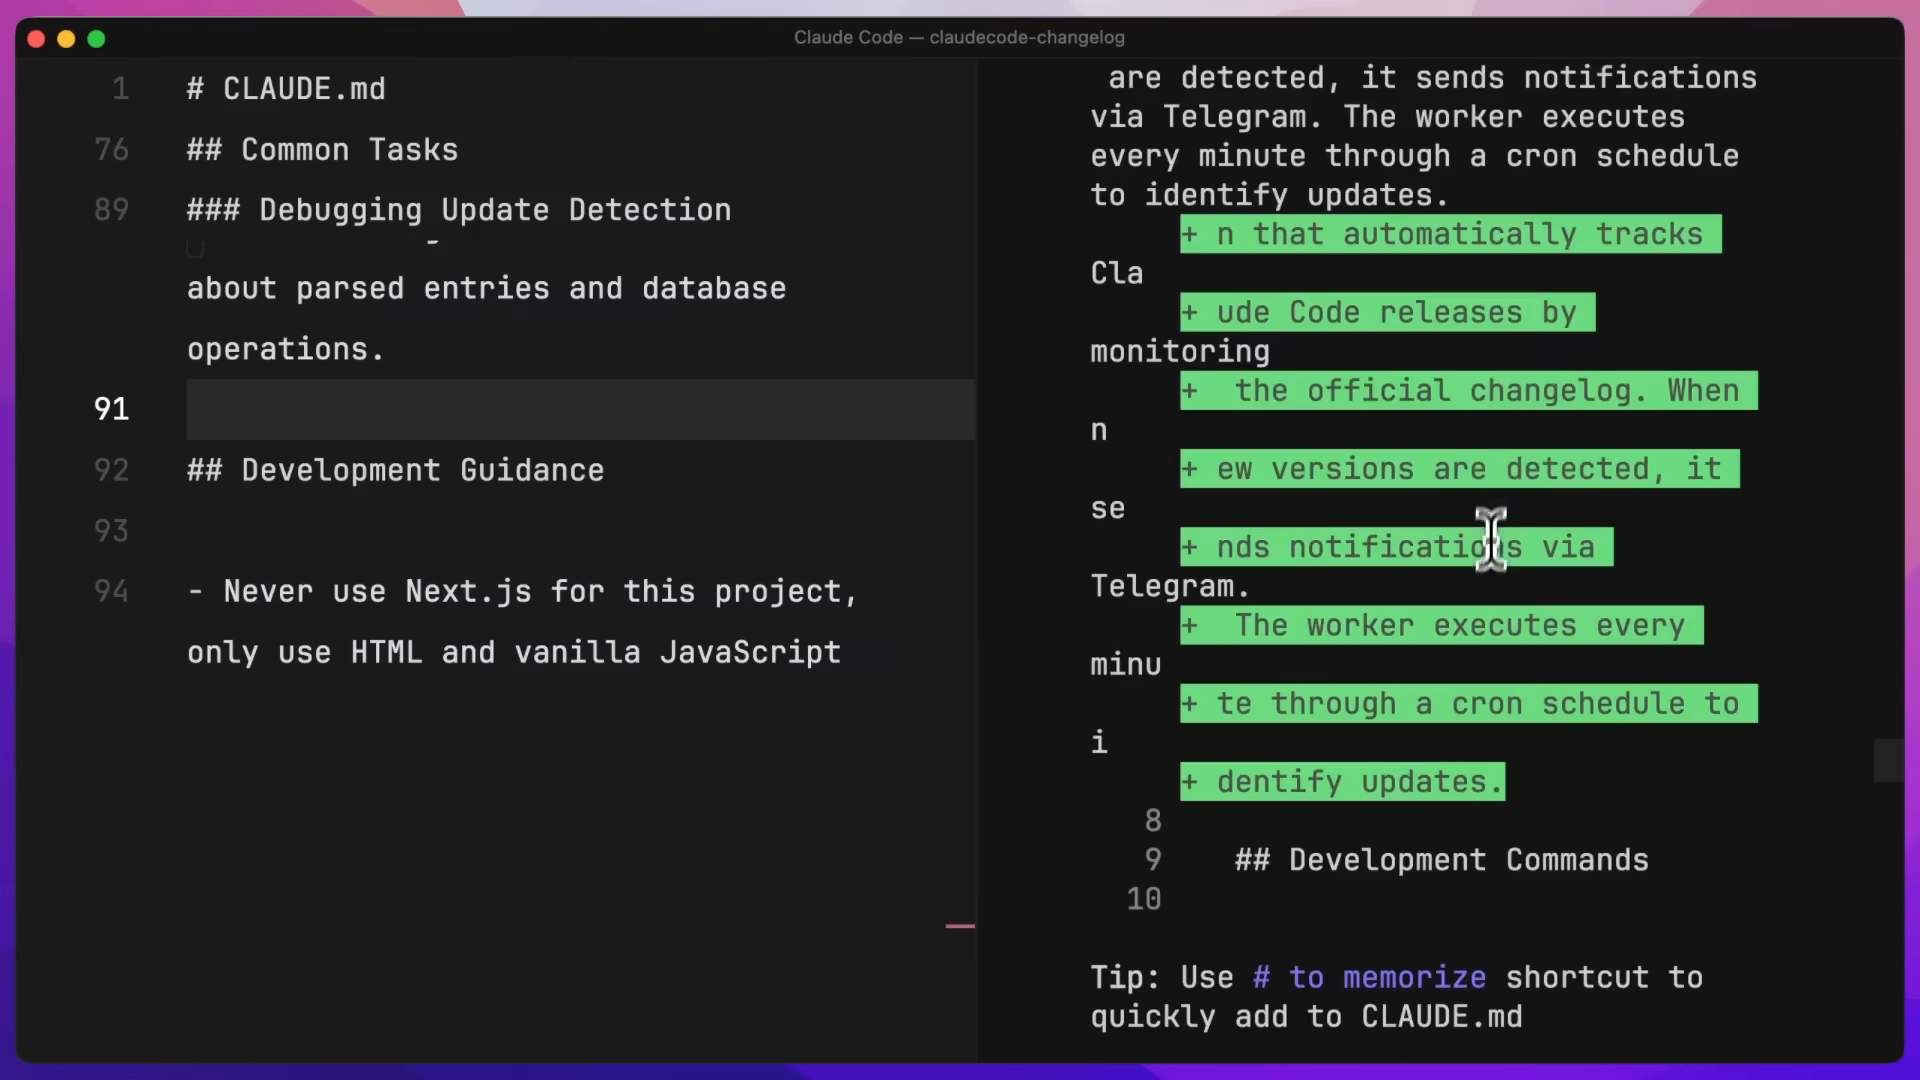 Claude Code — claudecode-changelog
1 # CLAUDE.md
76 ## Common Tasks
89 ### Debugging Update Detection
about parsed entries and database
operations.
91
92 ## Development Guidance
93
94 - Never use Next.js for this project,
only use HTML and vanilla JavaScript
are detected, it sends notifications
via Telegram. The worker executes
every minute through a cron schedule
to identify updates.
+ n that automatically tracks
Cla
+ ude Code releases by
monitoring
+  the official changelog. When
n
+ ew versions are detected, it
se
+ nds notifications via
Telegram.
+  The worker executes every
minu
+ te through a cron schedule to
i
+ dentify updates.
8
9 ## Development Commands
10
Tip: Use # to memorize shortcut to
quickly add to CLAUDE.md